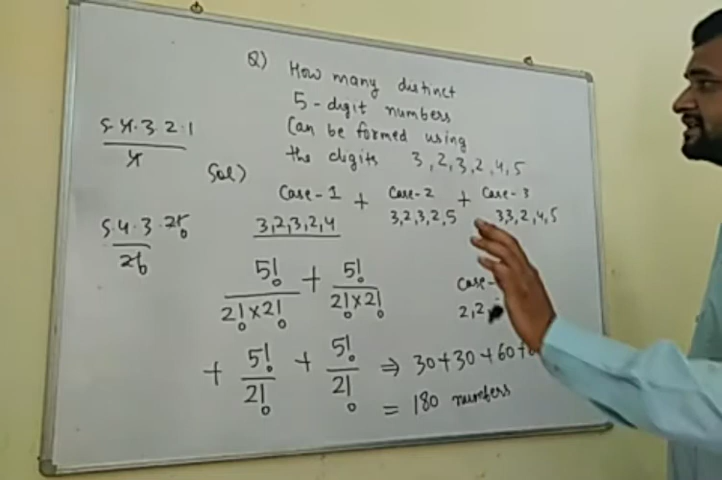 Q) How many distinct
5-digit numbers
Can be formed using
the digits 3,2,3,2,4,5
5.4.3.2.1
4
5.4.3.2!
2!
Sol)
Case-1 + Case-2 + Case-3
3,2,3,2,4 3,2,3,2,5 3,3,2,4,5
Case-
2,2,
5!/2!×2! + 5!/2!×2!
+ 5!/2! + 5!/2! ⇒ 30+30+60+6
= 180 numbers